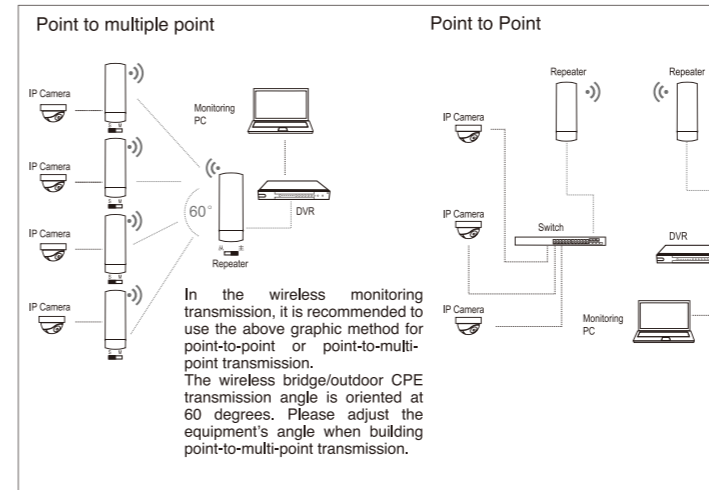 Point to multiple point
IP Camera
S M
IP Camera
S M
IP Camera
S M
IP Camera
S M
Monitoring
PC
DVR
60°
Repeater
In the wireless monitoring
transmission, it is recommended to
use the above graphic method for
point-to-point or point-to-multi-
point transmission.
The wireless bridge/outdoor CPE
transmission angle is oriented at
60 degrees. Please adjust the
equipment's angle when building
point-to-multi-point transmission.
Point to Point
Repeater
Repeater
IP Camera
IP Camera
Switch
DVR
IP Camera
Monitoring
PC